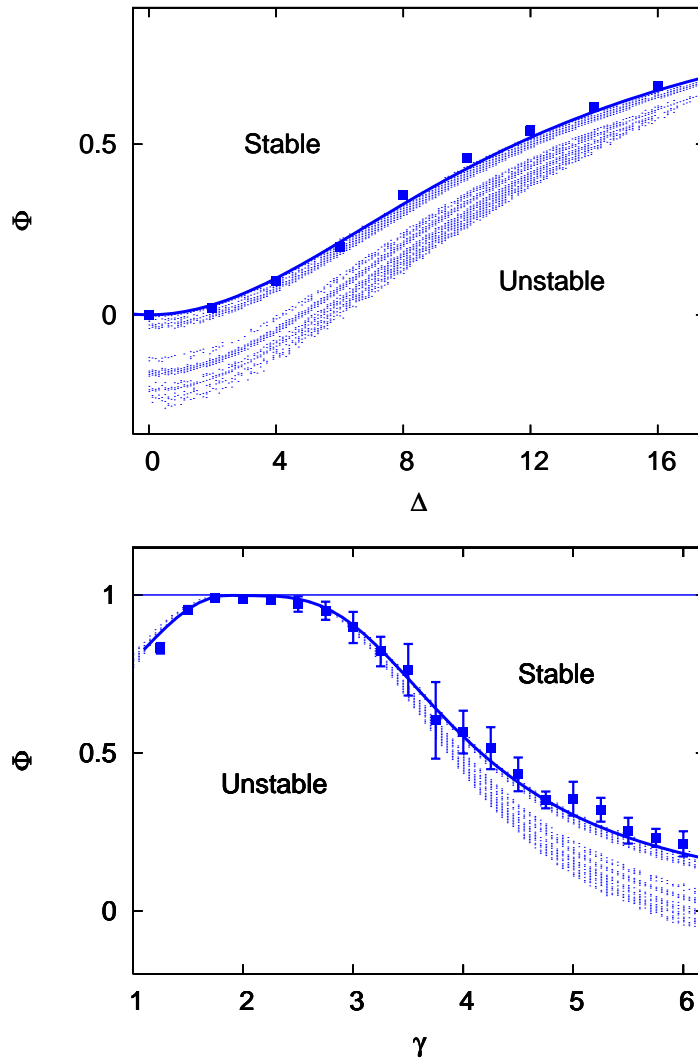 0.5
0
Φ
Stable
Unstable
0 4 8 12 16
Δ
1
0.5
0
Φ
Stable
Unstable
1 2 3 4 5 6
γ